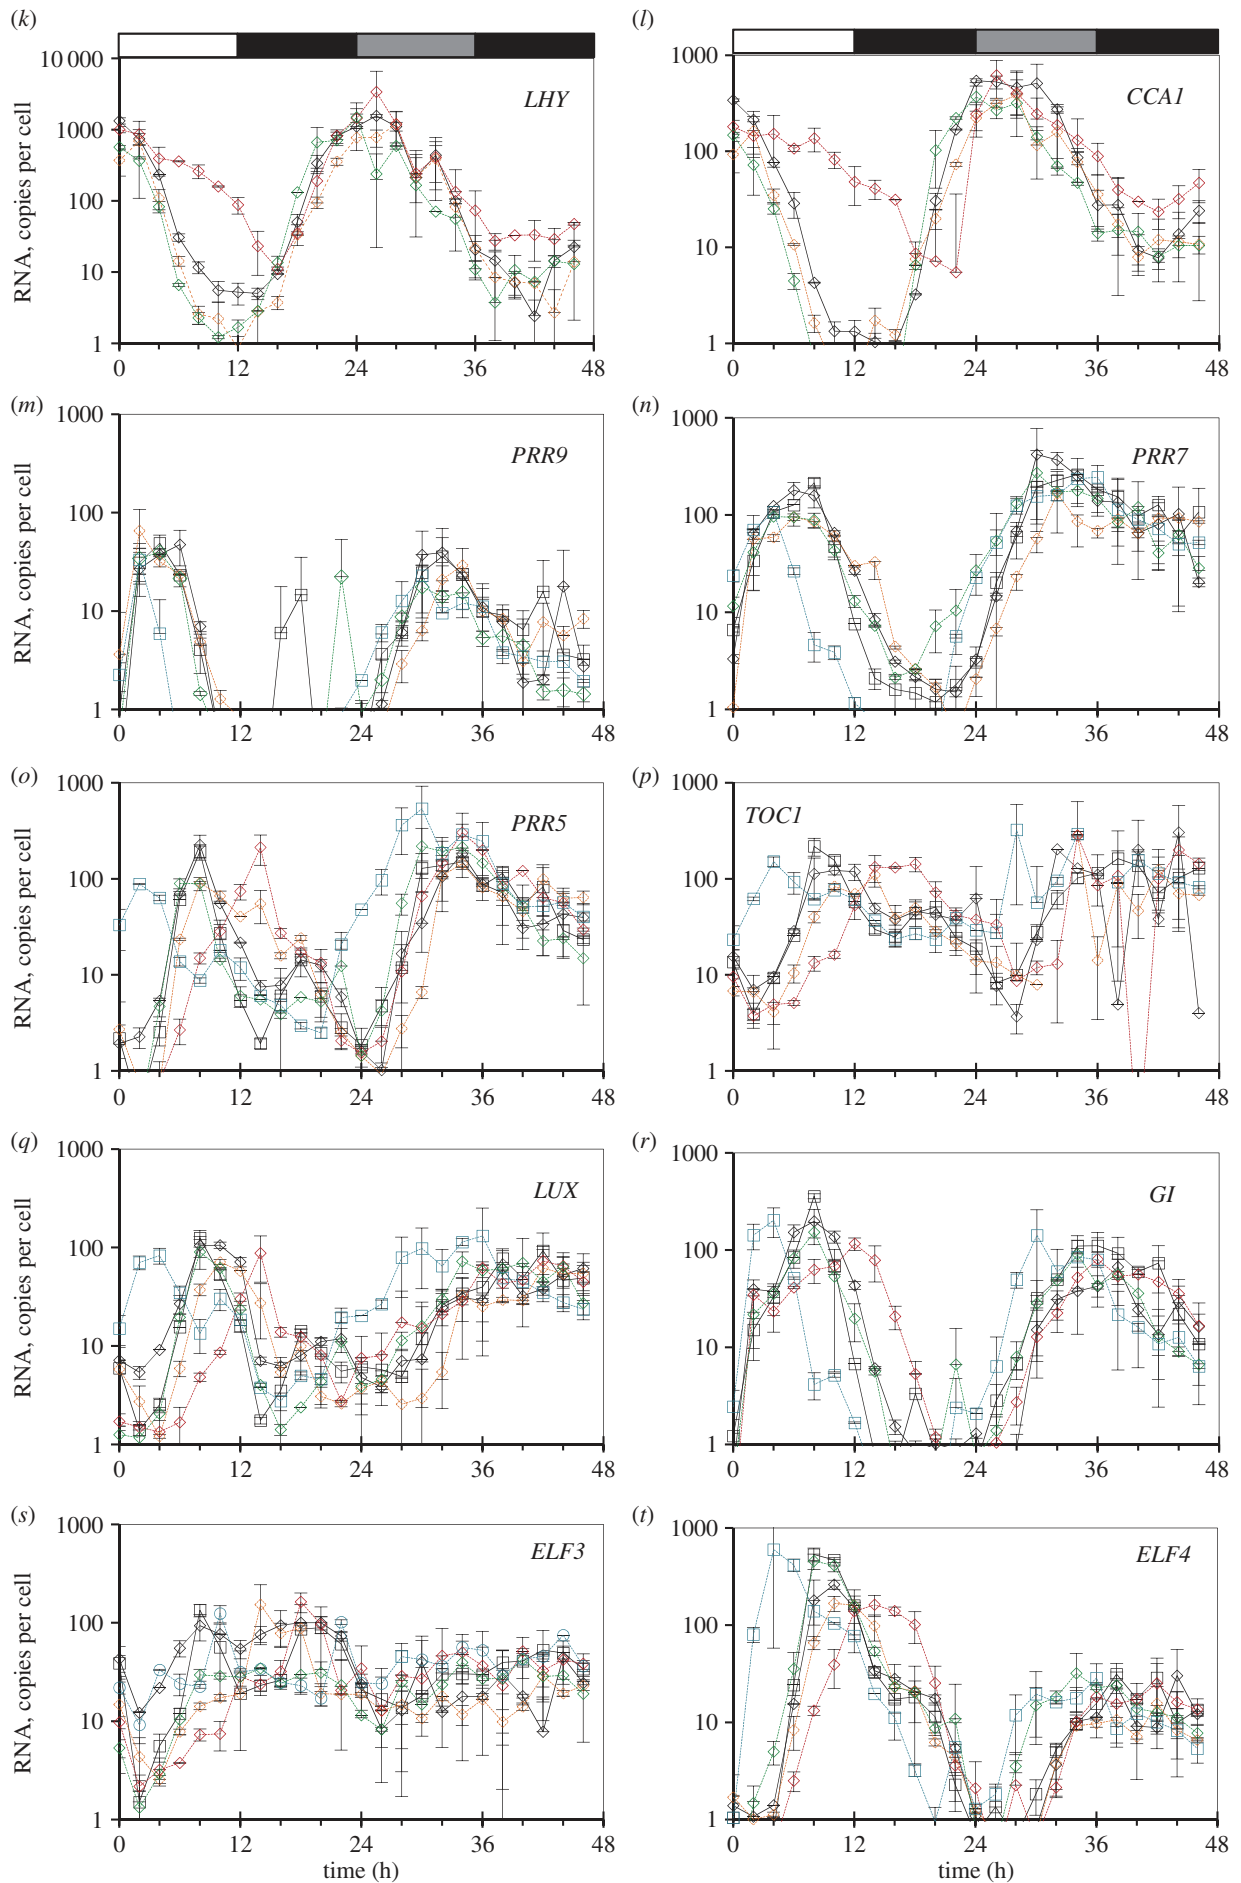 (k)
10 000
1000
100
10
1
RNA, copies per cell
LHY
0 12 24 36 48
(l)
1000
100
10
1
CCA1
0 12 24 36 48
(m)
1000
100
10
1
RNA, copies per cell
PRR9
0 12 24 36 48
(n)
1000
100
10
1
PRR7
0 12 24 36 48
(o)
1000
100
10
1
RNA, copies per cell
PRR5
0 12 24 36 48
(p)
1000
100
10
1
TOC1
0 12 24 36 48
(q)
1000
100
10
1
RNA, copies per cell
LUX
0 12 24 36 48
(r)
1000
100
10
1
GI
0 12 24 36 48
(s)
1000
100
10
1
RNA, copies per cell
ELF3
0 12 24 36 48
time (h)
(t)
1000
100
10
1
ELF4
0 12 24 36 48
time (h)